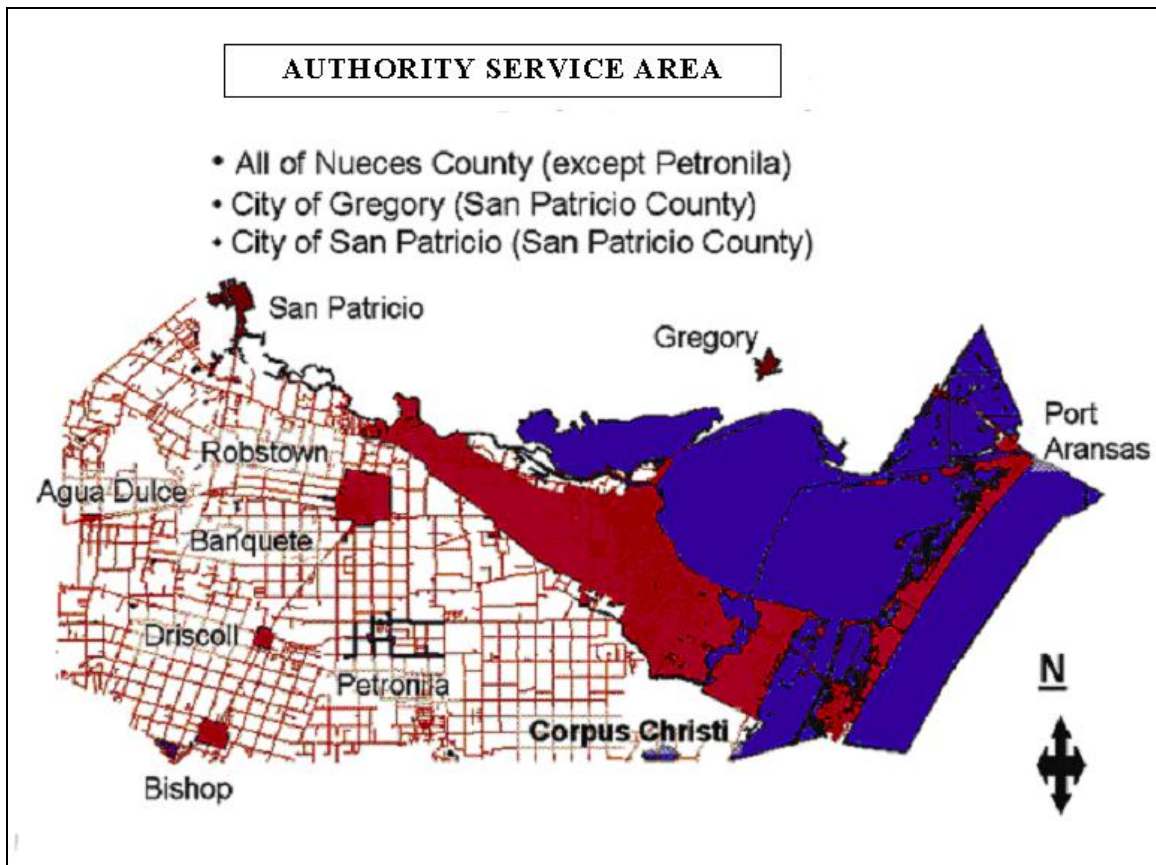 AUTHORITY SERVICE AREA
• All of Nueces County (except Petronila)
• City of Gregory (San Patricio County)
• City of San Patricio (San Patricio County)
San Patricio
Gregory
Port
Aransas
Robstown
Agua Dulce
Banquete
Driscoll
Petronila
Corpus Christi
Bishop
N